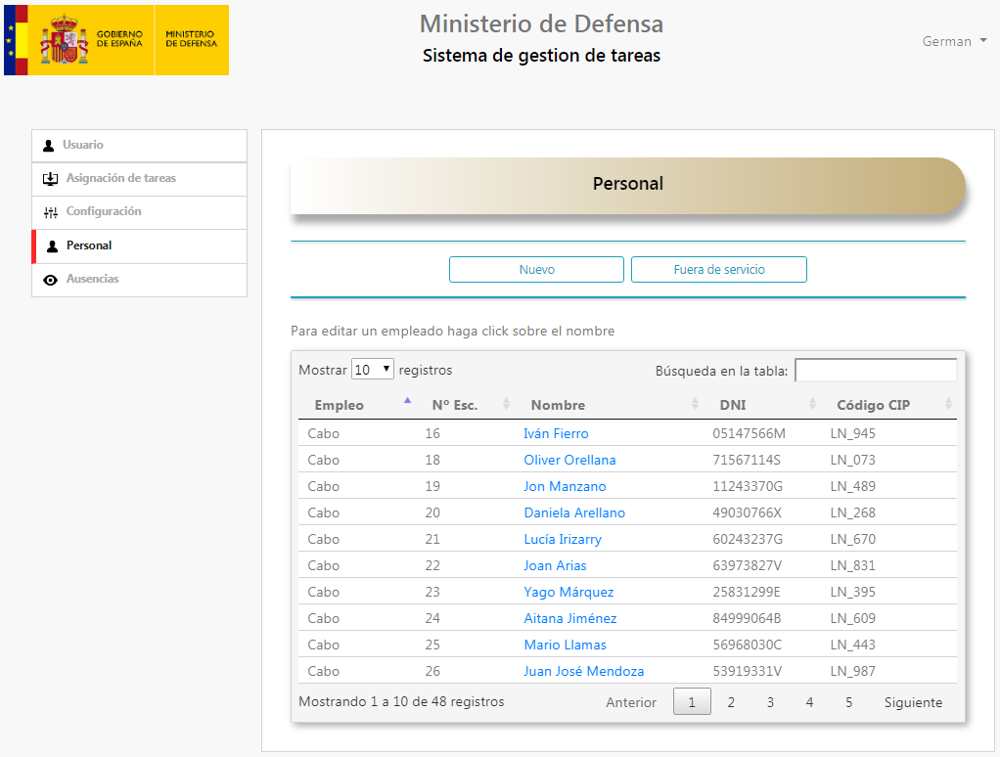 GOBIERNO
DE ESPAÑA
MINISTERIO
DE DEFENSA
Ministerio de Defensa
Sistema de gestion de tareas
German
Usuario
Asignación de tareas
Configuración
Personal
Ausencias
Personal
Nuevo Fuera de servicio
Para editar un empleado haga click sobre el nombre
Mostrar 10 registros Búsqueda en la tabla:
Empleo Nº Esc. Nombre DNI Código CIP
Cabo 16 Iván Fierro 05147566M LN_945
Cabo 18 Oliver Orellana 71567114S LN_073
Cabo 19 Jon Manzano 11243370G LN_489
Cabo 20 Daniela Arellano 49030766X LN_268
Cabo 21 Lucía Irizarry 60243237G LN_670
Cabo 22 Joan Arias 63973827V LN_831
Cabo 23 Yago Márquez 25831299E LN_395
Cabo 24 Aitana Jiménez 84999064B LN_609
Cabo 25 Mario Llamas 56968030C LN_443
Cabo 26 Juan José Mendoza 53919331V LN_987
Mostrando 1 a 10 de 48 registros Anterior 1 2 3 4 5 Siguiente